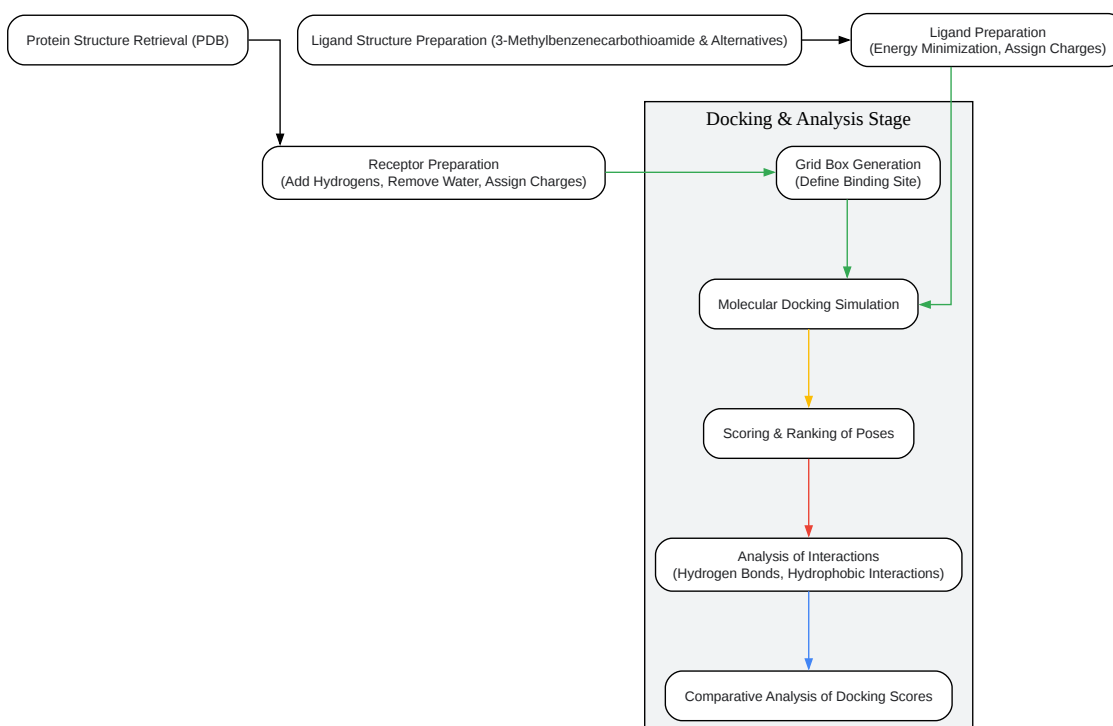 Protein Structure Retrieval (PDB)
Ligand Structure Preparation (3-Methylbenzenecarbothioamide & Alternatives)
Ligand Preparation
(Energy Minimization, Assign Charges)
Docking & Analysis Stage
Receptor Preparation
(Add Hydrogens, Remove Water, Assign Charges)
Grid Box Generation
(Define Binding Site)
Molecular Docking Simulation
Scoring & Ranking of Poses
Analysis of Interactions
(Hydrogen Bonds, Hydrophobic Interactions)
Comparative Analysis of Docking Scores